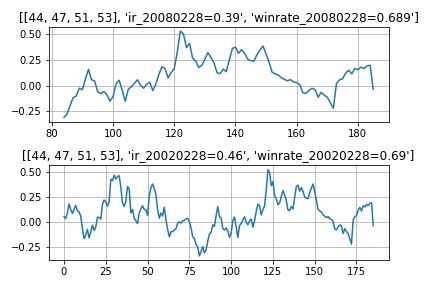 [[44, 47, 51, 53], 'ir_20080228=0.39', 'winrate_20080228=0.689']
0.50
0.25
0.00
−0.25
80 100 120 140 160 180
[[44, 47, 51, 53], 'ir_20020228=0.46', 'winrate_20020228=0.69']
0.50
0.25
0.00
−0.25
0 25 50 75 100 125 150 175